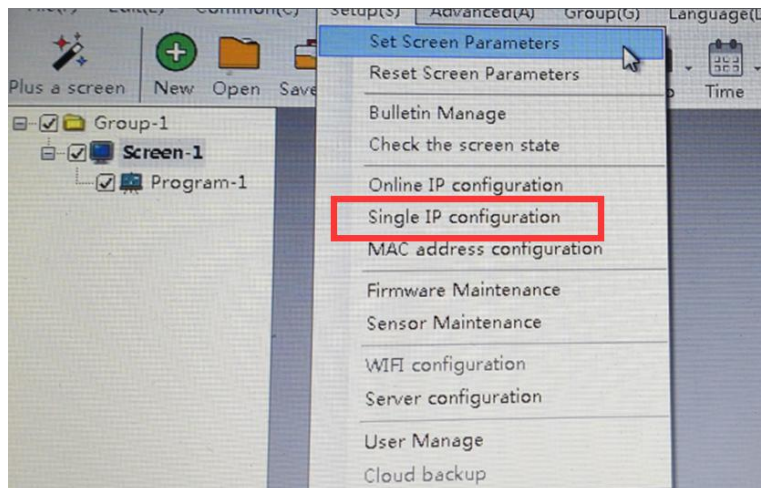 Setup(S) Advanced(A) Group(G)
Plus a screen New Open Save Time
Group-1
Screen-1
Program-1
Set Screen Parameters
Reset Screen Parameters
Bulletin Manage
Check the screen state
Online IP configuration
Single IP configuration
MAC address configuration
Firmware Maintenance
Sensor Maintenance
WIFI configuration
Server configuration
User Manage
Cloud backup